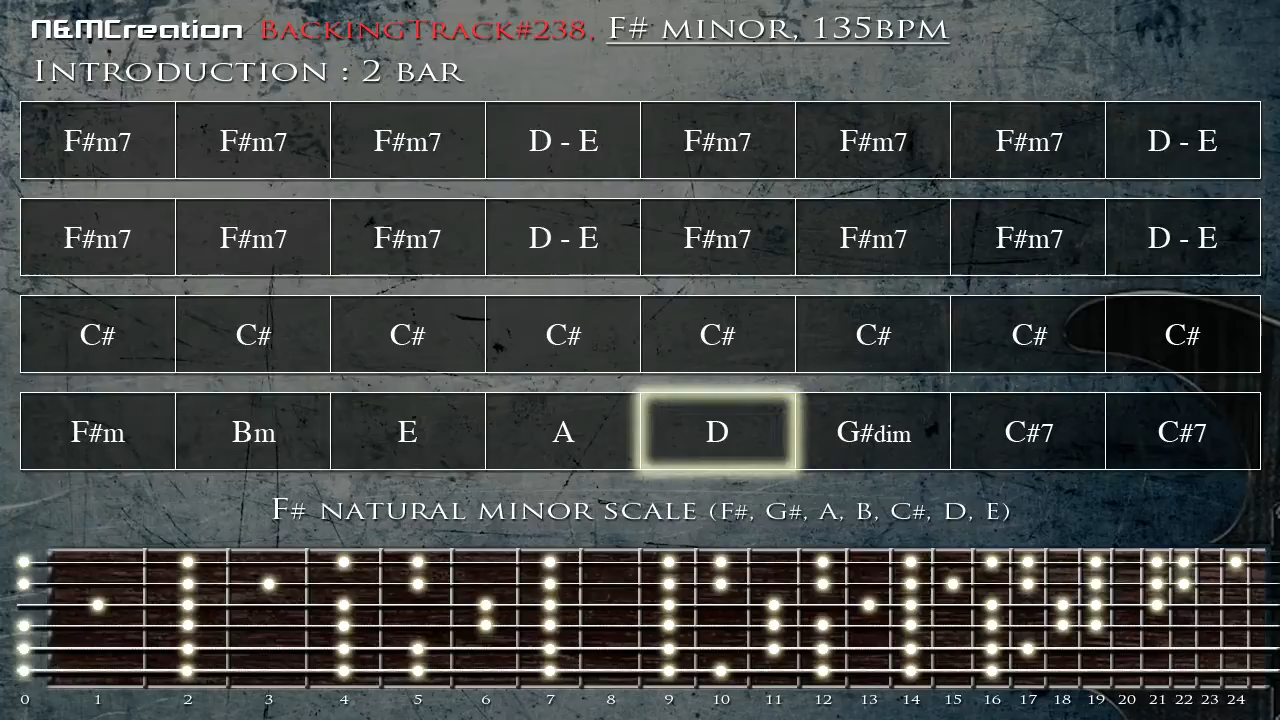 N&MCreation BackingTrack#238, F# minor, 135bpm
Introduction : 2 bar
F#m7 F#m7 F#m7 D - E F#m7 F#m7 F#m7 D - E
F#m7 F#m7 F#m7 D - E F#m7 F#m7 F#m7 D - E
C# C# C# C# C# C# C# C#
F#m Bm E A D G#dim C#7 C#7
F# natural minor scale (F#, G#, A, B, C#, D, E)
0 1 2 3 4 5 6 7 8 9 10 11 12 13 14 15 16 17 18 19 20 21 22 23 24